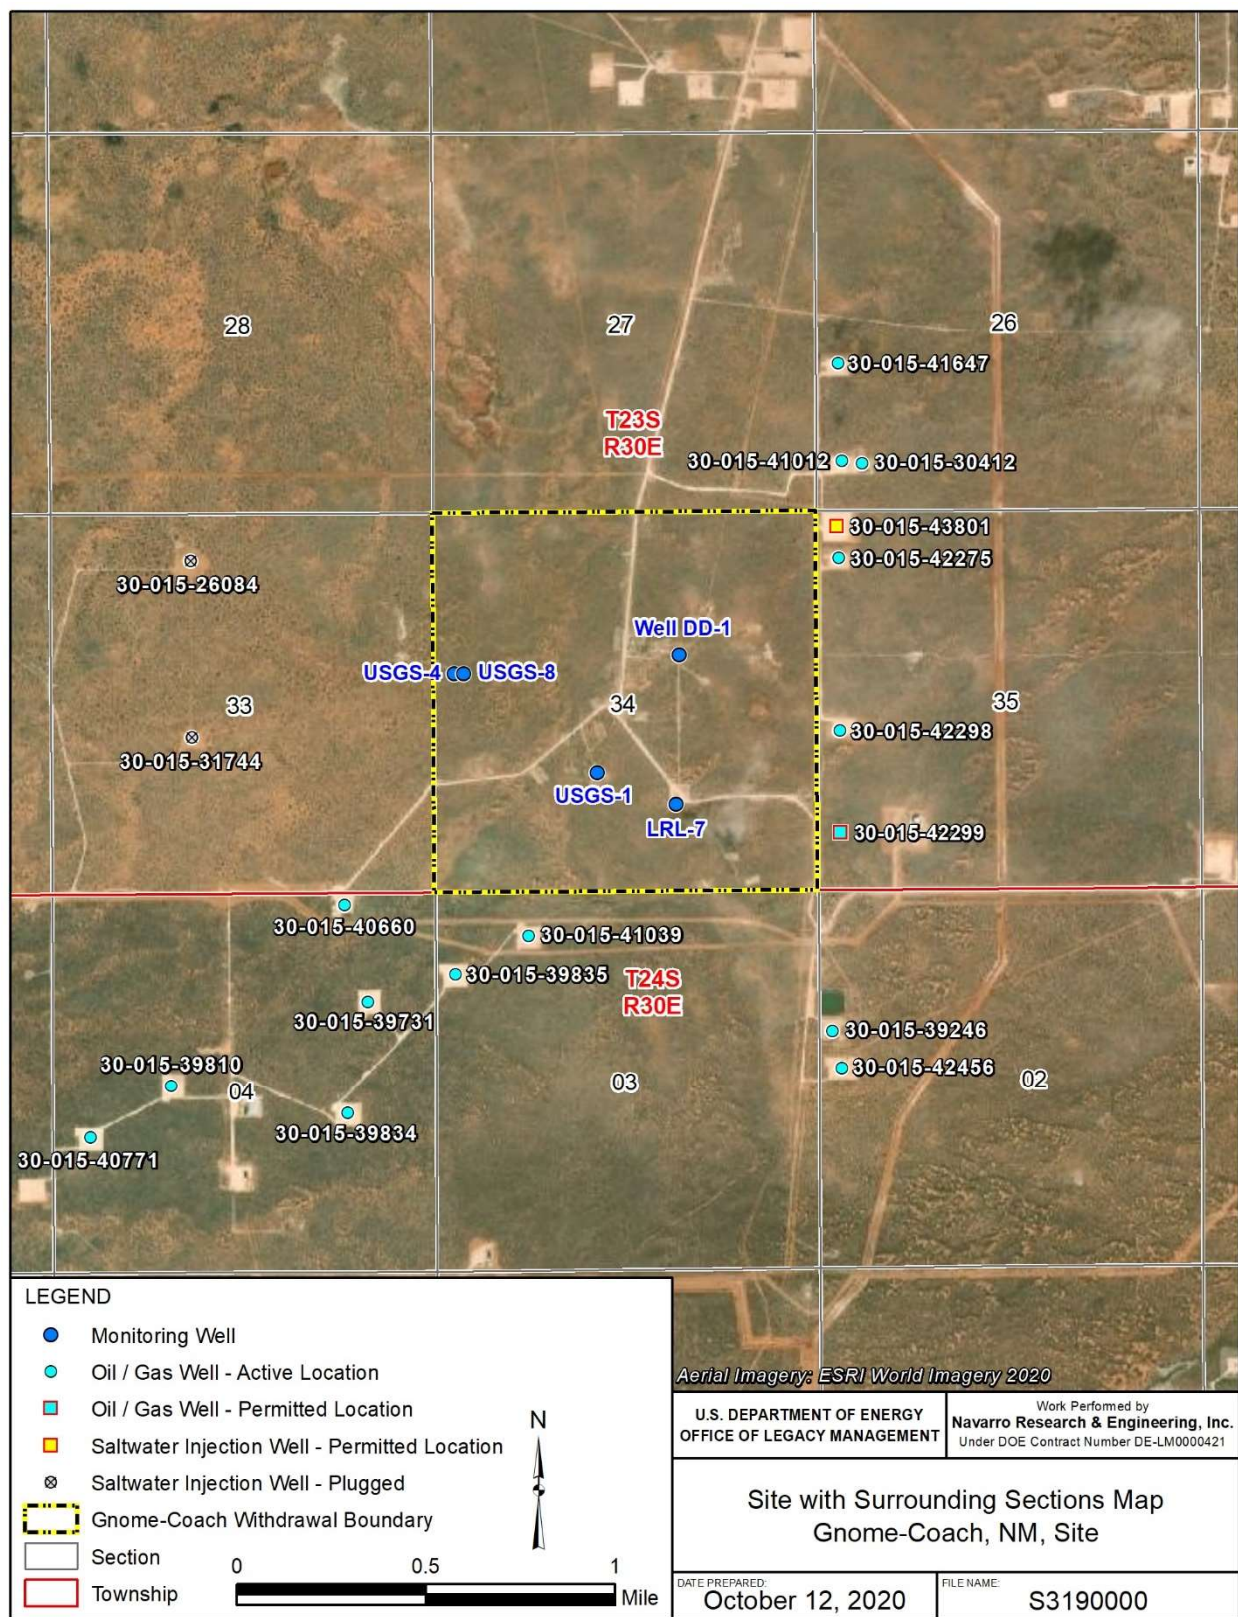 28
27
26
30-015-41647
T23S
R30E
30-015-41012
30-015-30412
30-015-43801
30-015-42275
30-015-26084
Well DD-1
USGS-4
USGS-8
33
34
35
30-015-42298
30-015-31744
USGS-1
LRL-7
30-015-42299
30-015-40660
30-015-41039
30-015-39835
T24S
R30E
30-015-39731
30-015-39246
30-015-39810
30-015-42456
04
03
02
30-015-39834
30-015-40771
LEGEND
Monitoring Well
Oil / Gas Well - Active Location
Oil / Gas Well - Permitted Location
Saltwater Injection Well - Permitted Location
Saltwater Injection Well - Plugged
Gnome-Coach Withdrawal Boundary
Section
Township
N
0 0.5 1
Mile
Aerial Imagery: ESRI World Imagery 2020
U.S. DEPARTMENT OF ENERGY
OFFICE OF LEGACY MANAGEMENT
Work Performed by
Navarro Research & Engineering, Inc.
Under DOE Contract Number DE-LM0000421
Site with Surrounding Sections Map
Gnome-Coach, NM, Site
DATE PREPARED:
October 12, 2020
FILE NAME:
S3190000